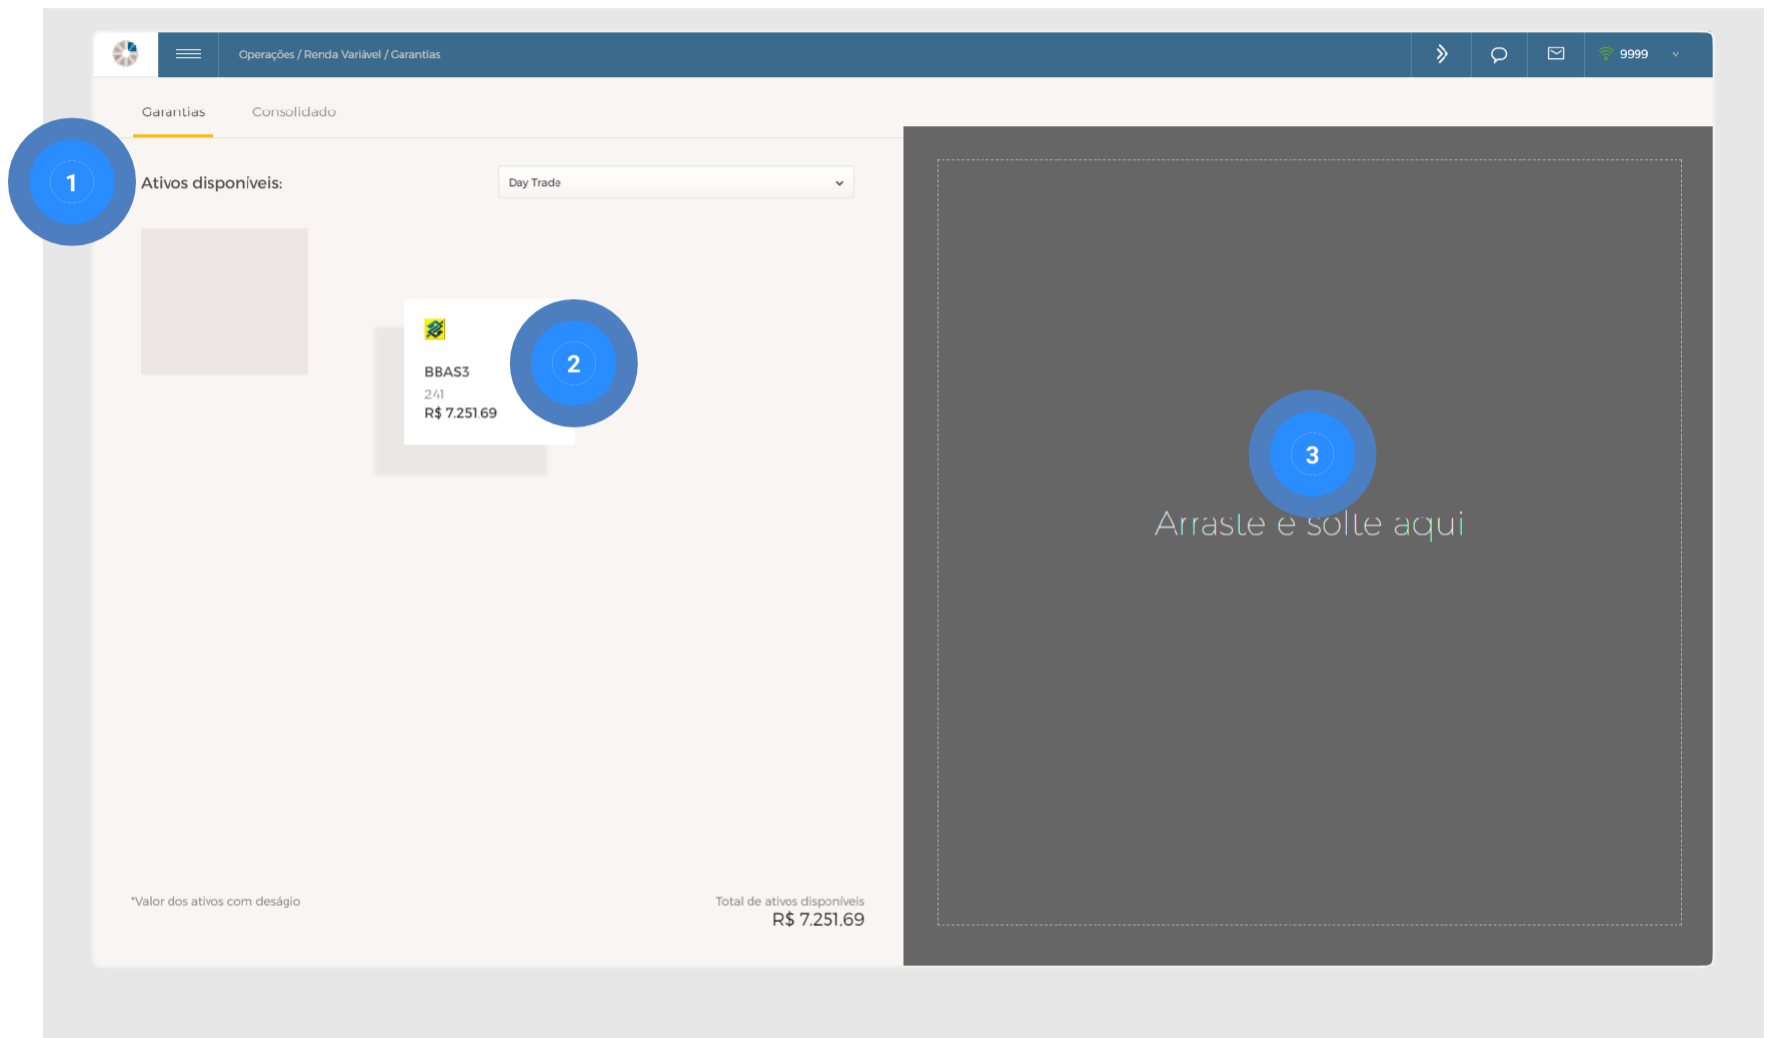 Operações / Renda Variável / Garantias
9999
Garantias
Consolidado
1
Ativos disponíveis:
Day Trade
2
BBAS3
241
R$ 7.251.69
3
Arraste e solte aqui
*Valor dos ativos com deságio
Total de ativos disponíveis
R$ 7.251,69